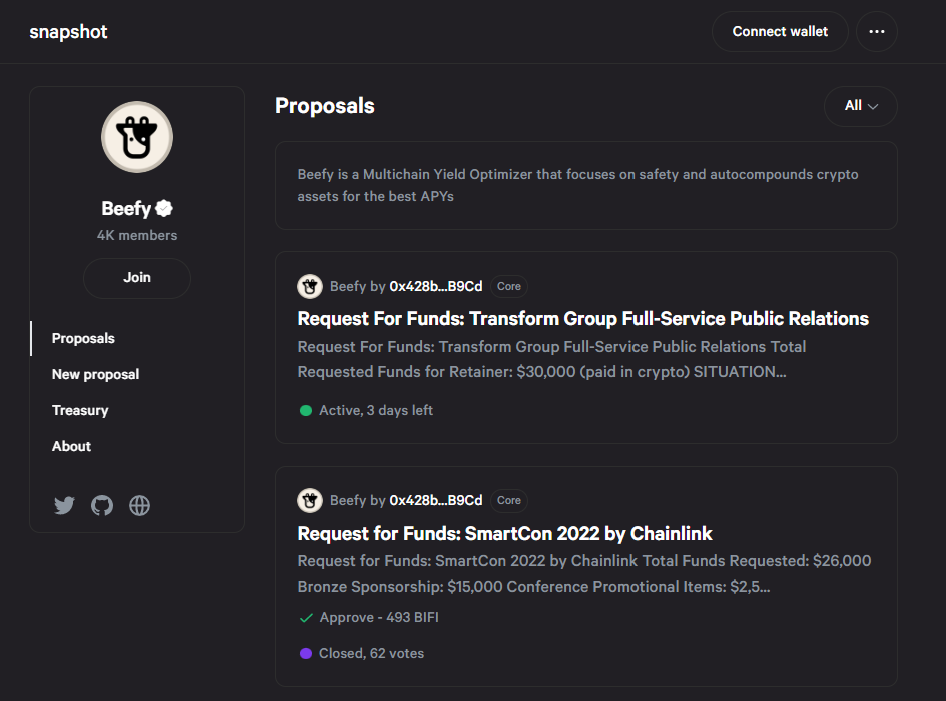 snapshot
Connect wallet
Beefy
4K members
Join
Proposals
New proposal
Treasury
About
Proposals
All
Beefy is a Multichain Yield Optimizer that focuses on safety and autocompounds crypto
assets for the best APYs
Beefy by 0x428b...B9Cd Core
Request For Funds: Transform Group Full-Service Public Relations
Request For Funds: Transform Group Full-Service Public Relations Total
Requested Funds for Retainer: $30,000 (paid in crypto) SITUATION...
Active, 3 days left
Beefy by 0x428b...B9Cd Core
Request for Funds: SmartCon 2022 by Chainlink
Request for Funds: SmartCon 2022 by Chainlink Total Funds Requested: $26,000
Bronze Sponsorship: $15,000 Conference Promotional Items: $2,5...
Approve - 493 BIFI
Closed, 62 votes